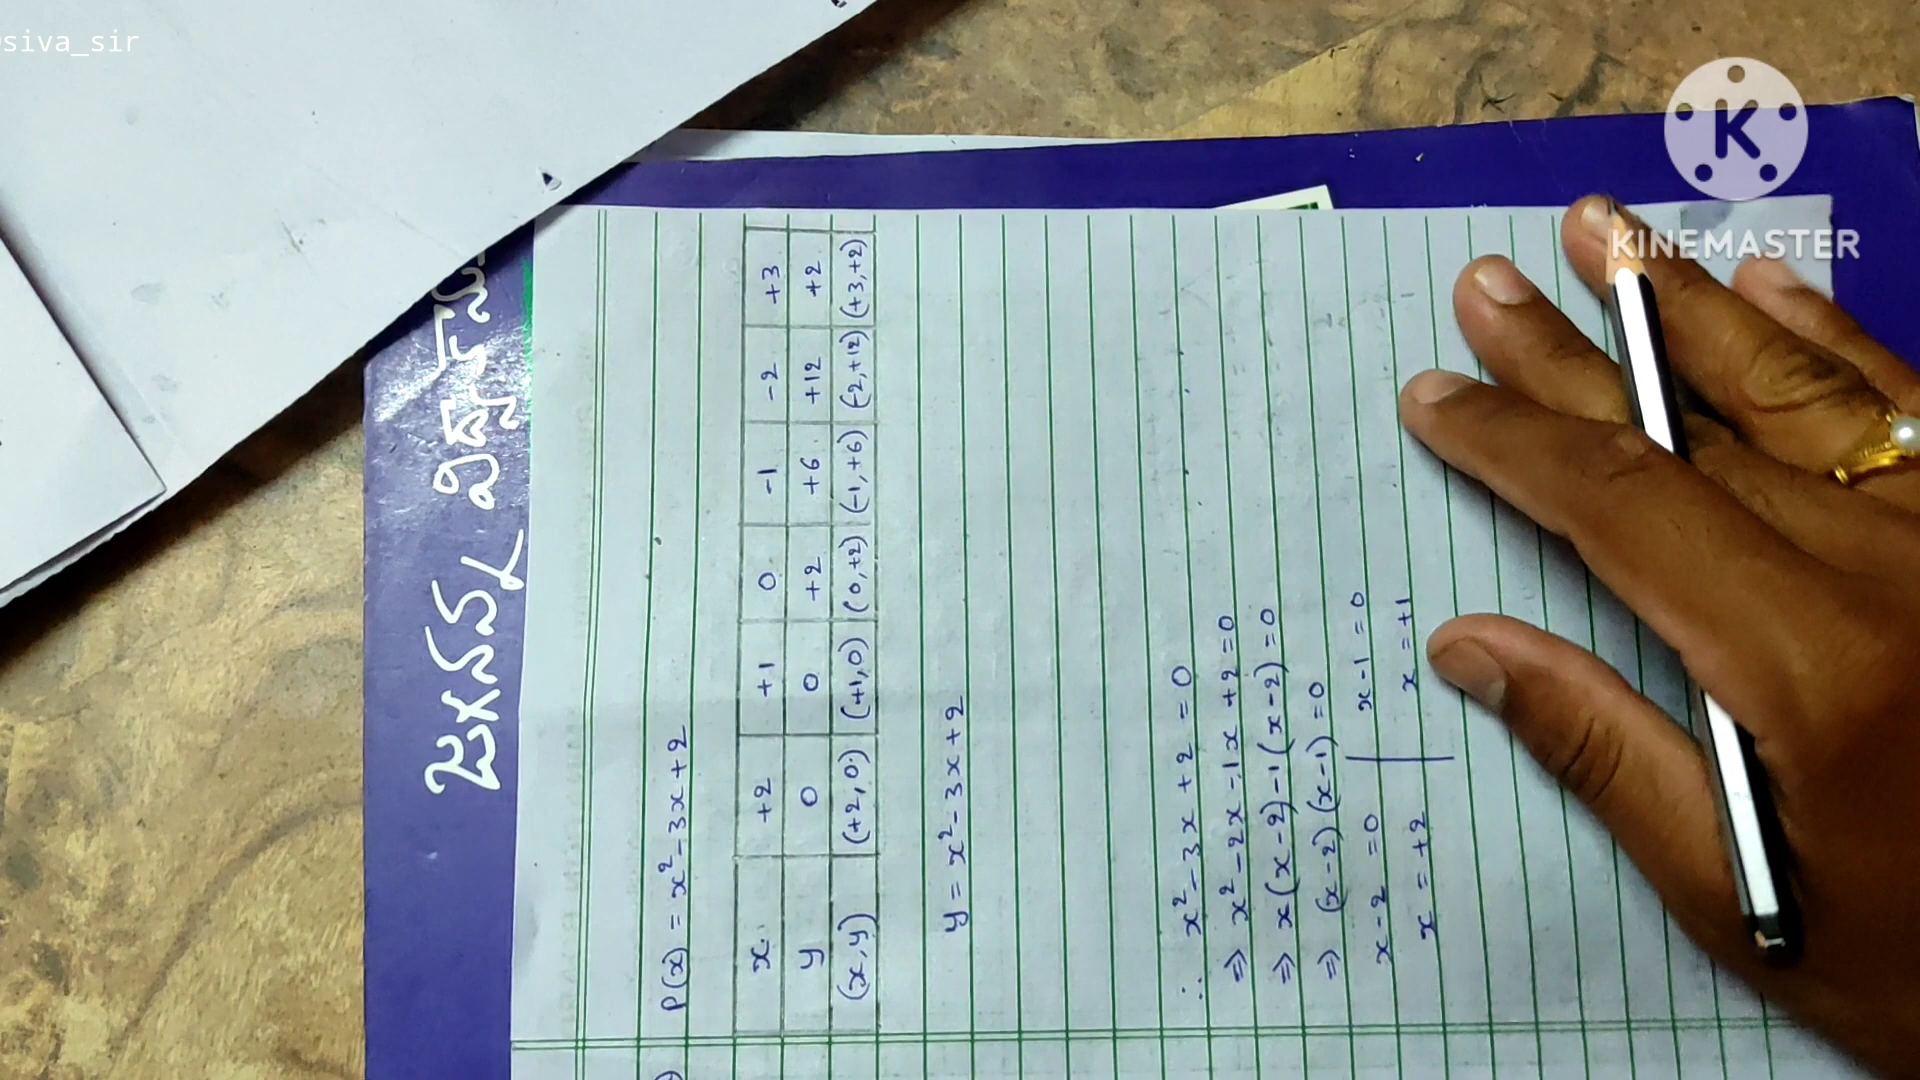 siva_sir
KINEMASTER
జగనన్న విద్యా
P(x) = x² - 3x + 2
x +2 +1 0 -1 -2 +3
y 0 0 +2 +6 +12 +2
(x,y) (+2,0) (+1,0) (0,+2) (-1,+6) (-2,+12) (+3,+2)
y = x² - 3x + 2
∴ x² - 3x + 2 = 0
⇒ x² - 2x - 1x + 2 = 0
⇒ x(x-2) - 1(x-2) = 0
⇒ (x-2)(x-1) = 0
x - 2 = 0 | x - 1 = 0
x = +2 | x = +1